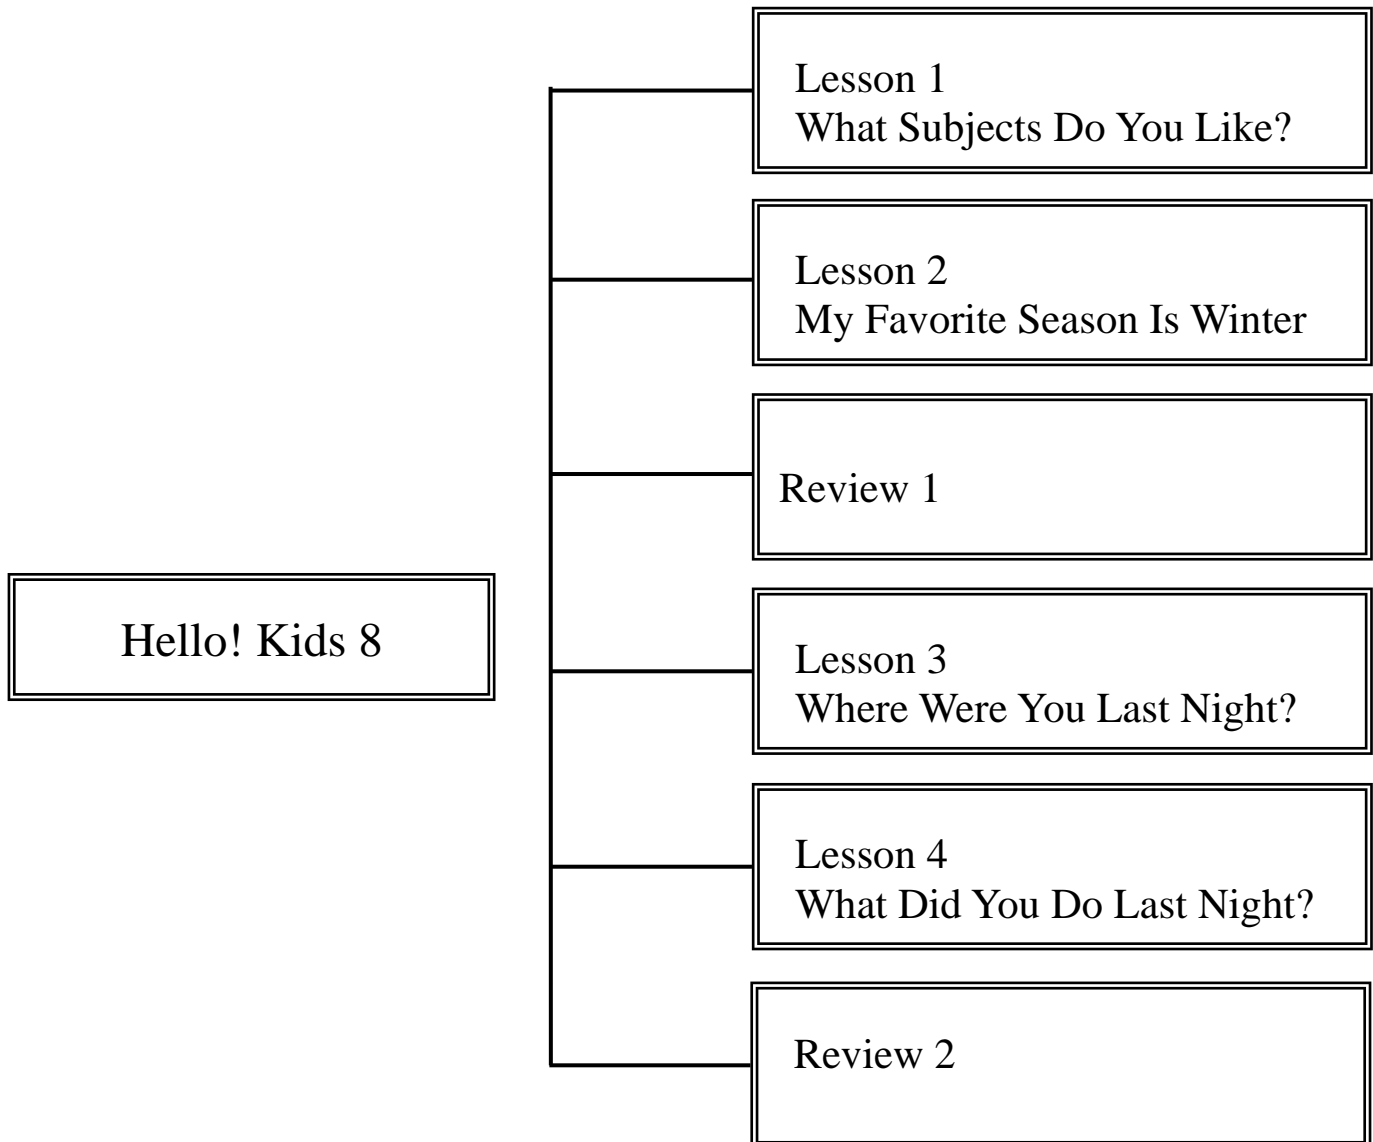 Hello! Kids 8
Lesson 1
What Subjects Do You Like?
Lesson 2
My Favorite Season Is Winter
Review 1
Lesson 3
Where Were You Last Night?
Lesson 4
What Did You Do Last Night?
Review 2